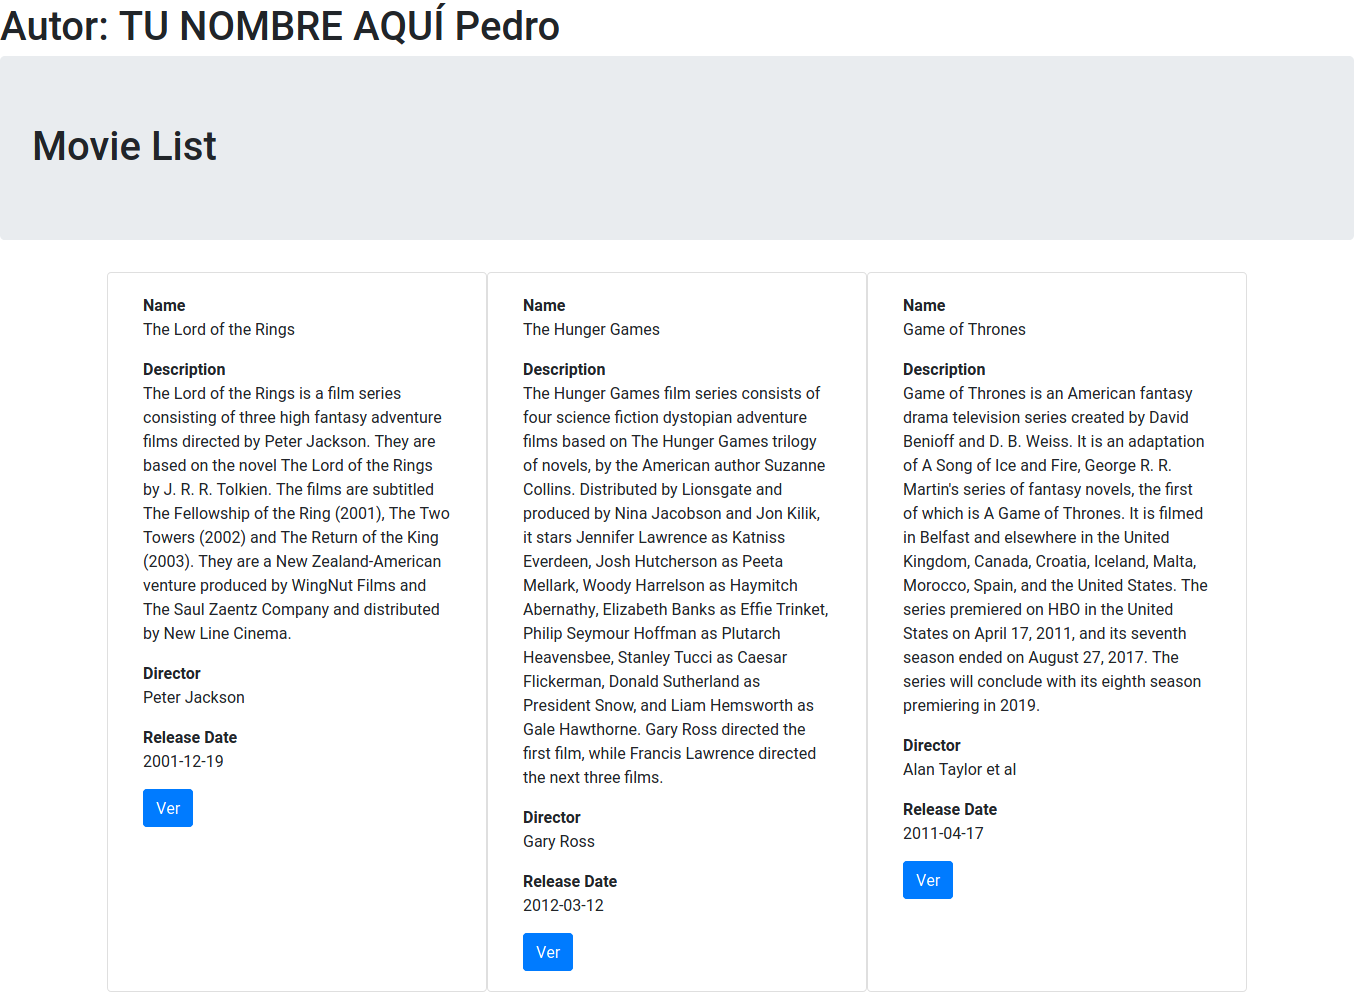 Autor: TU NOMBRE AQUÍ Pedro
Movie List
Name
The Lord of the Rings
Description
The Lord of the Rings is a film series
consisting of three high fantasy adventure
films directed by Peter Jackson. They are
based on the novel The Lord of the Rings
by J. R. R. Tolkien. The films are subtitled
The Fellowship of the Ring (2001), The Two
Towers (2002) and The Return of the King
(2003). They are a New Zealand-American
venture produced by WingNut Films and
The Saul Zaentz Company and distributed
by New Line Cinema.
Director
Peter Jackson
Release Date
2001-12-19
Ver
Name
The Hunger Games
Description
The Hunger Games film series consists of
four science fiction dystopian adventure
films based on The Hunger Games trilogy
of novels, by the American author Suzanne
Collins. Distributed by Lionsgate and
produced by Nina Jacobson and Jon Kilik,
it stars Jennifer Lawrence as Katniss
Everdeen, Josh Hutcherson as Peeta
Mellark, Woody Harrelson as Haymitch
Abernathy, Elizabeth Banks as Effie Trinket,
Philip Seymour Hoffman as Plutarch
Heavensbee, Stanley Tucci as Caesar
Flickerman, Donald Sutherland as
President Snow, and Liam Hemsworth as
Gale Hawthorne. Gary Ross directed the
first film, while Francis Lawrence directed
the next three films.
Director
Gary Ross
Release Date
2012-03-12
Ver
Name
Game of Thrones
Description
Game of Thrones is an American fantasy
drama television series created by David
Benioff and D. B. Weiss. It is an adaptation
of A Song of Ice and Fire, George R. R.
Martin's series of fantasy novels, the first
of which is A Game of Thrones. It is filmed
in Belfast and elsewhere in the United
Kingdom, Canada, Croatia, Iceland, Malta,
Morocco, Spain, and the United States. The
series premiered on HBO in the United
States on April 17, 2011, and its seventh
season ended on August 27, 2017. The
series will conclude with its eighth season
premiering in 2019.
Director
Alan Taylor et al
Release Date
2011-04-17
Ver